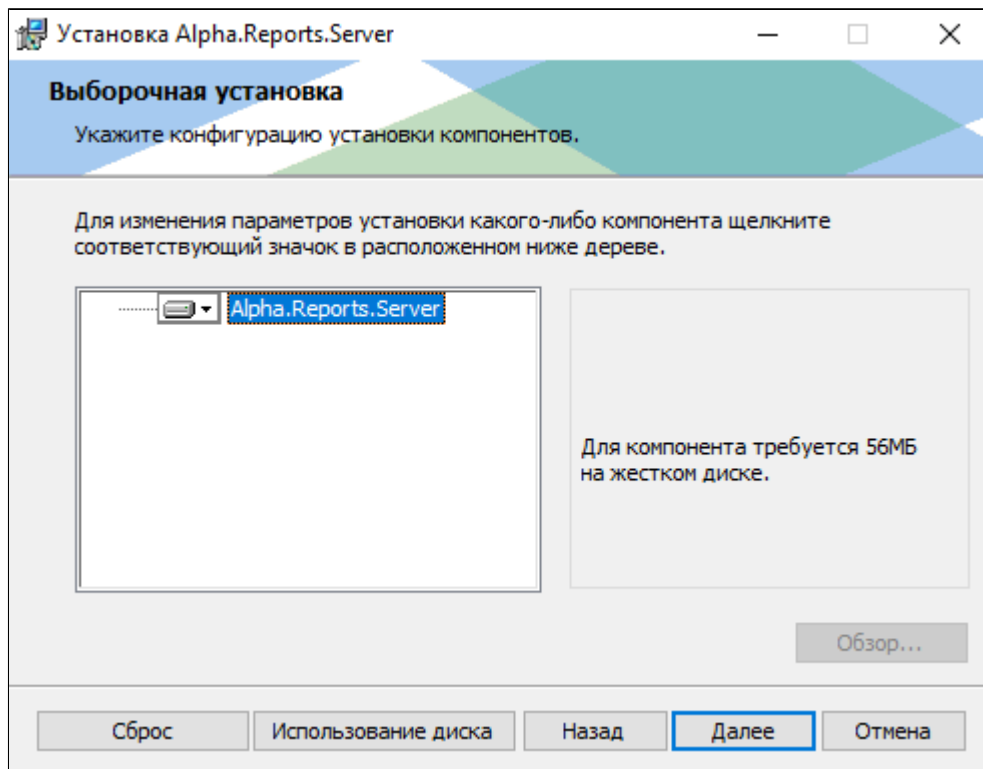 Установка Alpha.Reports.Server
Выборочная установка
Укажите конфигурацию установки компонентов.
Для изменения параметров установки какого-либо компонента щелкните
соответствующий значок в расположенном ниже дереве.
Alpha.Reports.Server
Для компонента требуется 56МБ
на жестком диске.
Обзор...
Сброс
Использование диска
Назад
Далее
Отмена